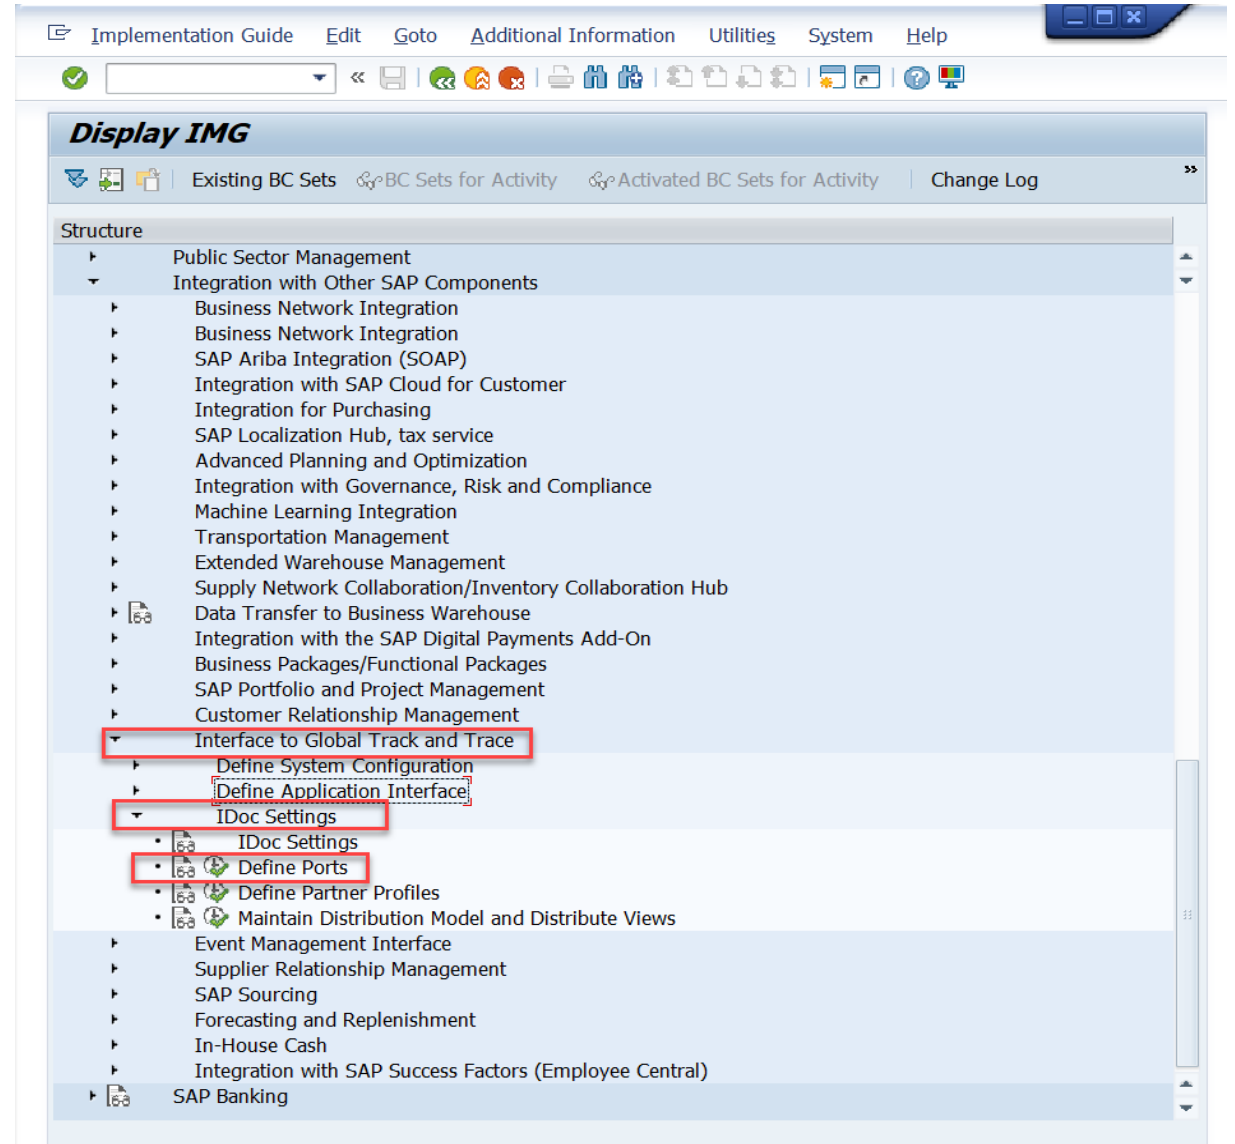 Implementation Guide Edit Goto Additional Information Utilities System Help
Display IMG
Existing BC Sets BC Sets for Activity Activated BC Sets for Activity Change Log
Structure
Public Sector Management
Integration with Other SAP Components
Business Network Integration
Business Network Integration
SAP Ariba Integration (SOAP)
Integration with SAP Cloud for Customer
Integration for Purchasing
SAP Localization Hub, tax service
Advanced Planning and Optimization
Integration with Governance, Risk and Compliance
Machine Learning Integration
Transportation Management
Extended Warehouse Management
Supply Network Collaboration/Inventory Collaboration Hub
Data Transfer to Business Warehouse
Integration with the SAP Digital Payments Add-On
Business Packages/Functional Packages
SAP Portfolio and Project Management
Customer Relationship Management
Interface to Global Track and Trace
Define System Configuration
Define Application Interface
IDoc Settings
IDoc Settings
Define Ports
Define Partner Profiles
Maintain Distribution Model and Distribute Views
Event Management Interface
Supplier Relationship Management
SAP Sourcing
Forecasting and Replenishment
In-House Cash
Integration with SAP Success Factors (Employee Central)
SAP Banking